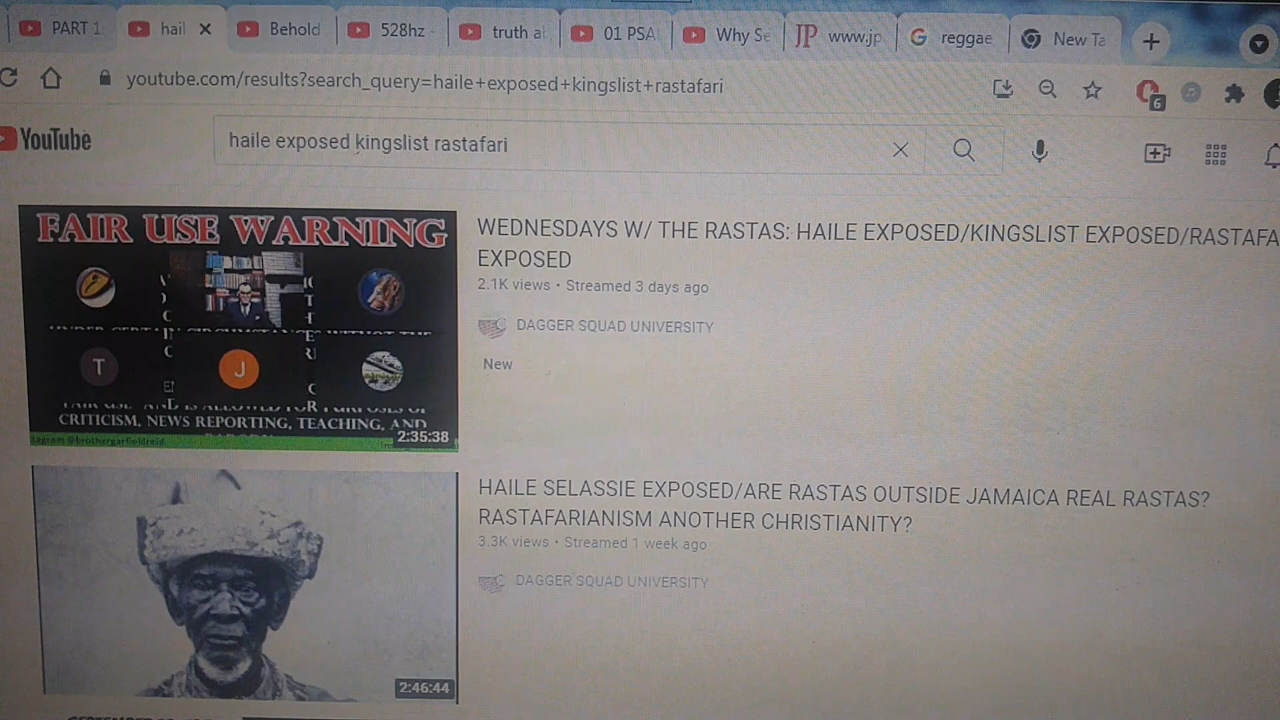 PART 1
hail
Behold
528hz
truth a
01 PSA
Why Se
JP www.jp
reggae
New Ta
youtube.com/results?search_query=haile+exposed+kingslist+rastafari
6
YouTube
haile exposed kingslist rastafari
FAIR USE WARNING
T
J
CRITICISM, NEWS REPORTING, TEACHING, AND
2:35:38
WEDNESDAYS W/ THE RASTAS: HAILE EXPOSED/KINGSLIST EXPOSED/RASTAFA
EXPOSED
2.1K views • Streamed 3 days ago
DAGGER SQUAD UNIVERSITY
New
2:46:44
HAILE SELASSIE EXPOSED/ARE RASTAS OUTSIDE JAMAICA REAL RASTAS?
RASTAFARIANISM ANOTHER CHRISTIANITY?
3.3K views • Streamed 1 week ago
DAGGER SQUAD UNIVERSITY